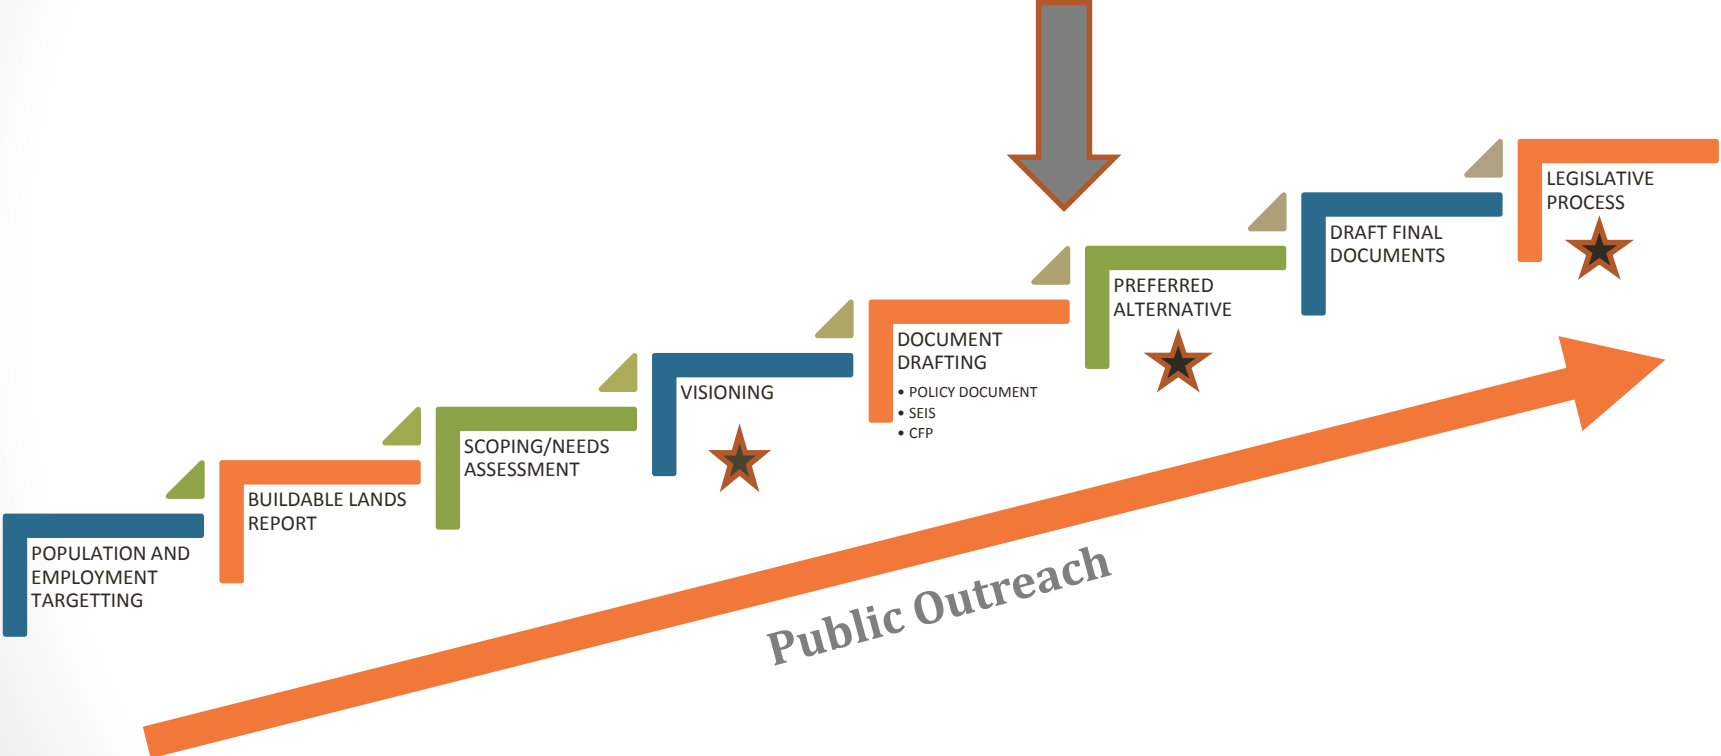 POPULATION AND
EMPLOYMENT
TARGETTING
BUILDABLE LANDS
REPORT
SCOPING/NEEDS
ASSESSMENT
VISIONING
DOCUMENT
DRAFTING
• POLICY DOCUMENT
• SEIS
• CFP
PREFERRED
ALTERNATIVE
DRAFT FINAL
DOCUMENTS
LEGISLATIVE
PROCESS
Public Outreach